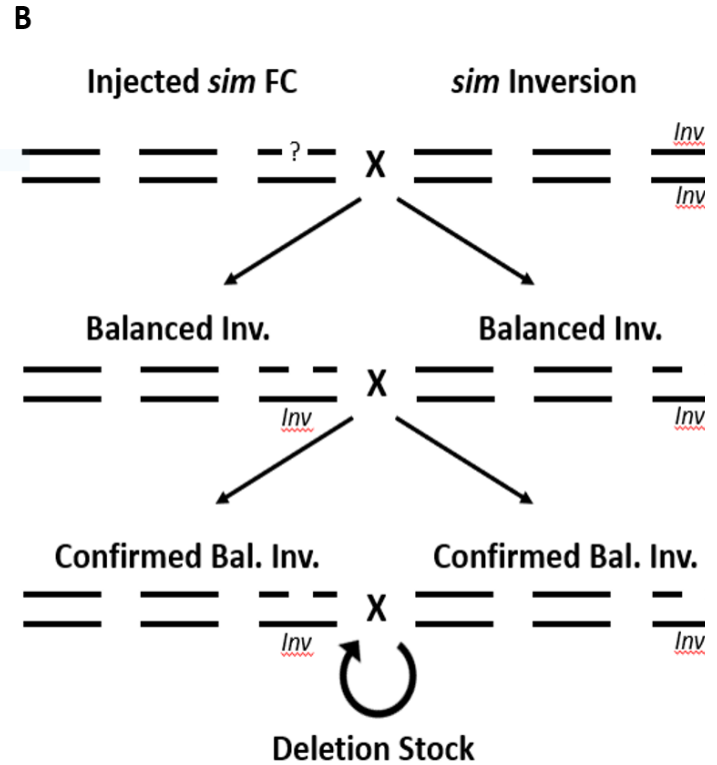 B
Injected sim FC sim Inversion
Inv
? X
Inv
Balanced Inv. Balanced Inv.
X
Inv Inv
Confirmed Bal. Inv. Confirmed Bal. Inv.
X
Inv Inv
Deletion Stock